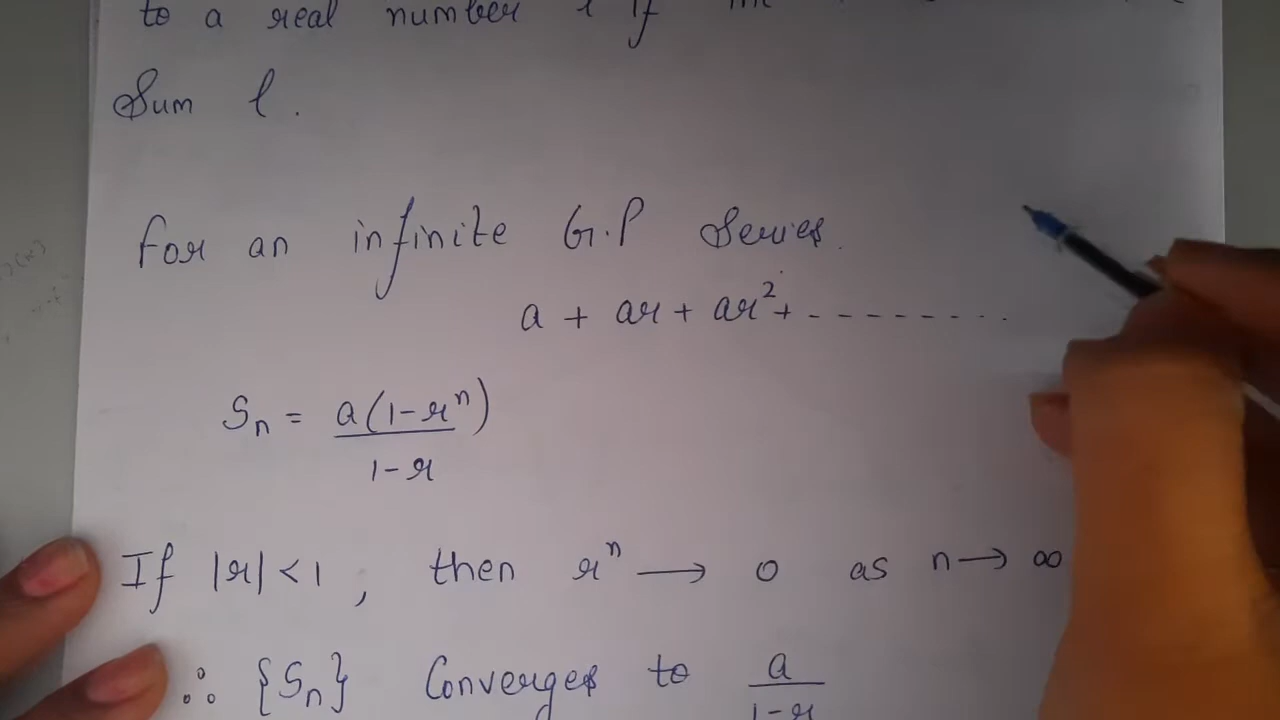 to a real number l if
Sum l.
For an infinite G.P Series.
a + ar + ar² + - - - - - - - - .
Sn = a(1-rⁿ) / 1-r
If |r| < 1, then rⁿ → 0 as n → ∞
∴ {Sn} Converges to a / 1-r